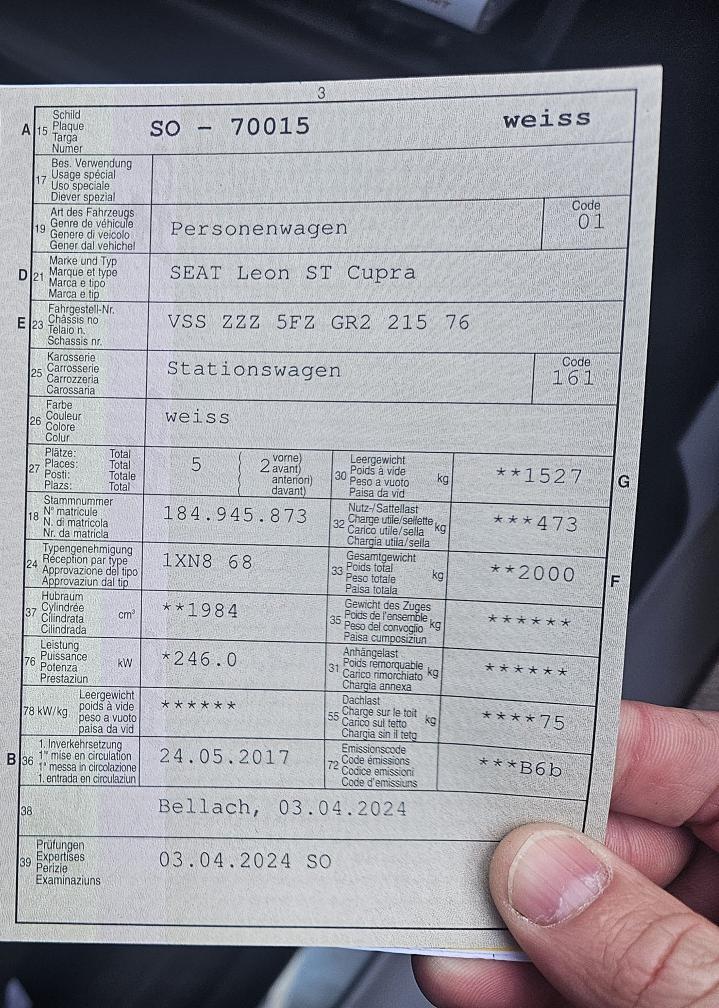 3
A 15 Schild
Plaque
Targa
Numer
SO - 70015 weiss
17 Bes. Verwendung
Usage spécial
Uso speciale
Diever spezial
19 Art des Fahrzeugs
Genre de véhicule
Genere di veicolo
Gener dal vehichel
Personenwagen
Code
01
D 21 Marke und Typ
Marque et type
Marca e tipo
Marca e tip
SEAT Leon ST Cupra
E 23 Fahrgestell-Nr.
Châssis no
Telaio n.
Schassis nr.
VSS ZZZ 5FZ GR2 215 76
25 Karosserie
Carrosserie
Carrozzeria
Carossaria
Stationswagen
Code
161
26 Farbe
Couleur
Colore
Colur
weiss
27 Plätze: Total
Places: Total
Posti: Totale
Plazs: Total
5 ( 2 vorne)
avant)
( anteriori)
davant)
30 Leergewicht
Poids à vide
Peso a vuoto
Paisa da vid
kg
**1527
G
18 Stammnummer
N° matricule
N. di matricola
Nr. da matricla
184.945.873
32 Nutz-/Sattellast
Charge utile/sellette
Carico utile/sella
Chargia utila/sella
kg
***473
24 Typengenehmigung
Réception par type
Approvazione del tipo
Approvaziun dal tip
1XN8 68
33 Gesamtgewicht
Poids total
Peso totale
Paisa totala
kg
**2000
F
37 Hubraum
Cylindrée
Cilindrata
Cilindrada
cm³
**1984
35 Gewicht des Zuges
Poids de l'ensemble
Peso del convoglio
Paisa cumposiziun
kg
******
76 Leistung
Puissance
Potenza
Prestaziun
kW
*246.0
31 Anhängelast
Poids remorquable
Carico rimorchiato
Chargia annexa
kg
******
78 kW/kg Leergewicht
poids à vide
peso a vuoto
paisa da vid
******
55 Dachlast
Charge sur le toit
Carico sul tetto
Chargia sin il tetg
kg
****75
B 36 1. Inverkehrsetzung
1re mise en circulation
1a messa in circolazione
1. entrada en circulaziun
24.05.2017
72 Emissionscode
Code émissions
Codice emissioni
Code d'emissiuns
***B6b
38 Bellach, 03.04.2024
39 Prüfungen
Expertises
Perizie
Examinaziuns
03.04.2024 SO